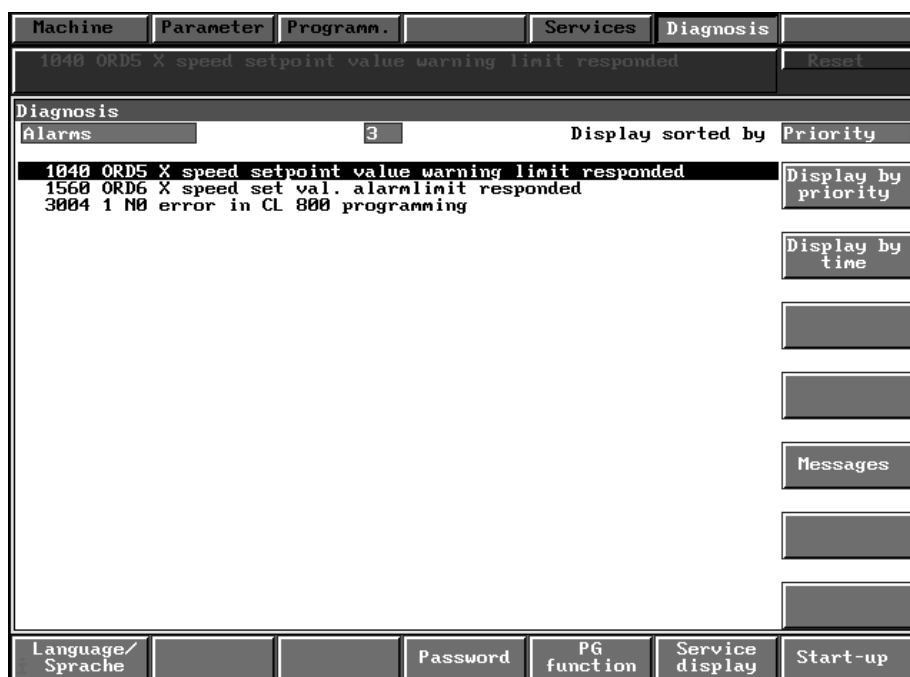 Machine Parameter Programm. Services Diagnosis
1040 ORD5 X speed setpoint value warning limit responded Reset
Diagnosis
Alarms 3 Display sorted by Priority
1040 ORD5 X speed setpoint value warning limit responded
1560 ORD6 X speed set val. alarmlimit responded
3004 1 N0 error in CL 800 programming
Display by
priority
Display by
time
Messages
Language/
Sprache
Password
PG
function
Service
display
Start-up